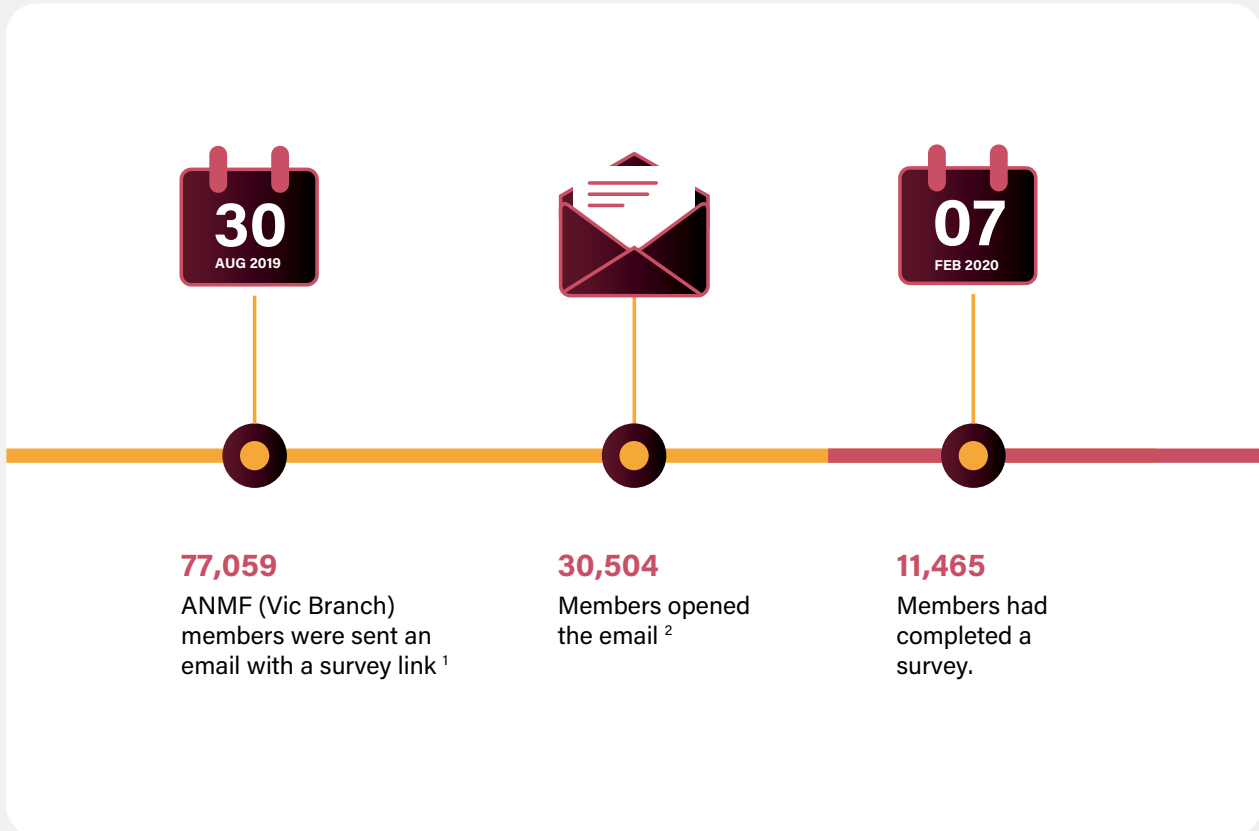 30
AUG 2019
07
FEB 2020
77,059
ANMF (Vic Branch)
members were sent an
email with a survey link 1
30,504
Members opened
the email 2
11,465
Members had
completed a
survey.